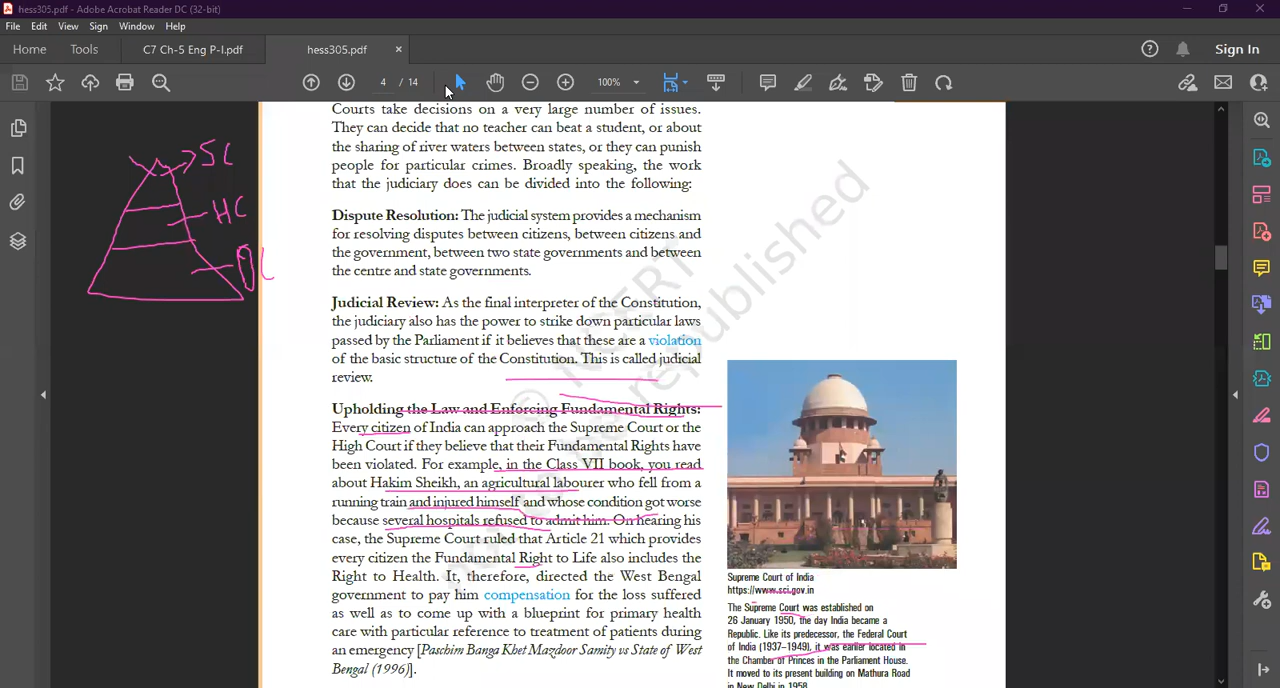 hess305.pdf - Adobe Acrobat Reader DC (32-bit)
File Edit View Sign Window Help
Home Tools C7 Ch-5 Eng P-I.pdf hess305.pdf × Sign In
4 / 14 100%
SC
HC
Courts take decisions on a very large number of issues.
They can decide that no teacher can beat a student, or about
the sharing of river waters between states, or they can punish
people for particular crimes. Broadly speaking, the work
that the judiciary does can be divided into the following:
Dispute Resolution: The judicial system provides a mechanism
for resolving disputes between citizens, between citizens and
the government, between two state governments and between
the centre and state governments.
Judicial Review: As the final interpreter of the Constitution,
the judiciary also has the power to strike down particular laws
passed by the Parliament if it believes that these are a violation
of the basic structure of the Constitution. This is called judicial
review.
Upholding the Law and Enforcing Fundamental Rights:
Every citizen of India can approach the Supreme Court or the
High Court if they believe that their Fundamental Rights have
been violated. For example, in the Class VII book, you read
about Hakim Sheikh, an agricultural labourer who fell from a
running train and injured himself and whose condition got worse
because several hospitals refused to admit him. On hearing his
case, the Supreme Court ruled that Article 21 which provides
every citizen the Fundamental Right to Life also includes the
Right to Health. It, therefore, directed the West Bengal
government to pay him compensation for the loss suffered
as well as to come up with a blueprint for primary health
care with particular reference to treatment of patients during
an emergency [Paschim Banga Khet Mazdoor Samity vs State of West
Bengal (1996)].
© NCERT
not to be republished
Supreme Court of India
https://www.sci.gov.in
The Supreme Court was established on
26 January 1950, the day India became a
Republic. Like its predecessor, the Federal Court
of India (1937–1949), it was earlier located in
the Chamber of Princes in the Parliament House.
It moved to its present building on Mathura Road
in New Delhi in 1958.